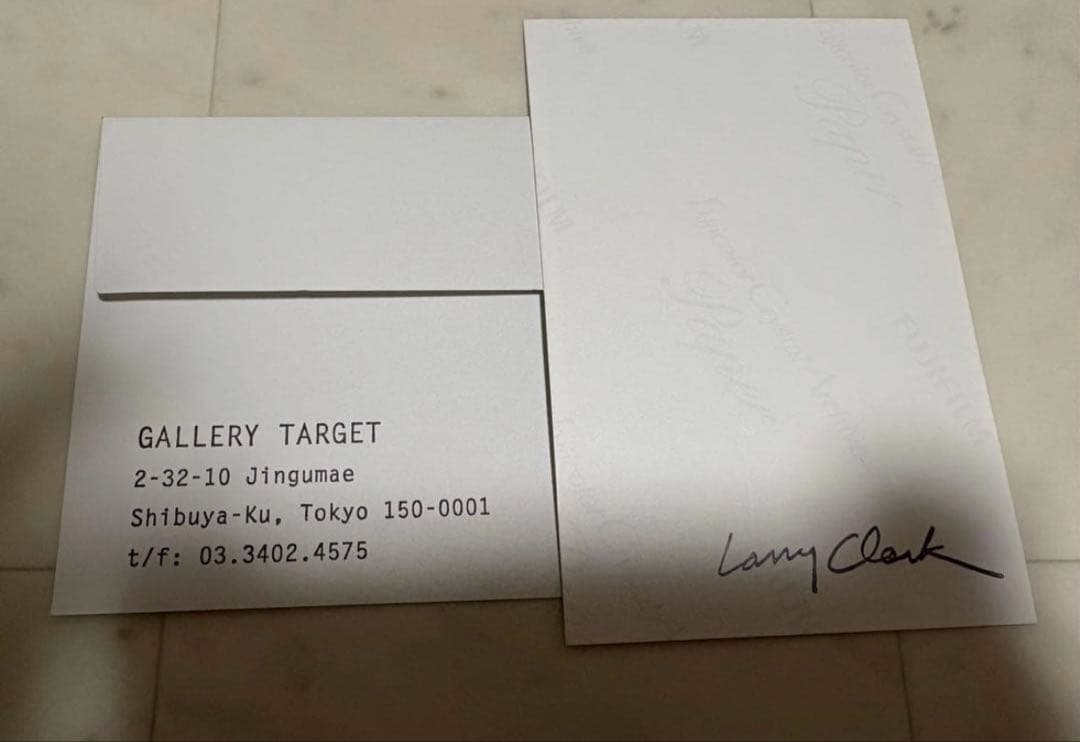 GALLERY TARGET
2-32-10 Jingumae
Shibuya-Ku, Tokyo 150-0001
t/f: 03.3402.4575
Larry Clark